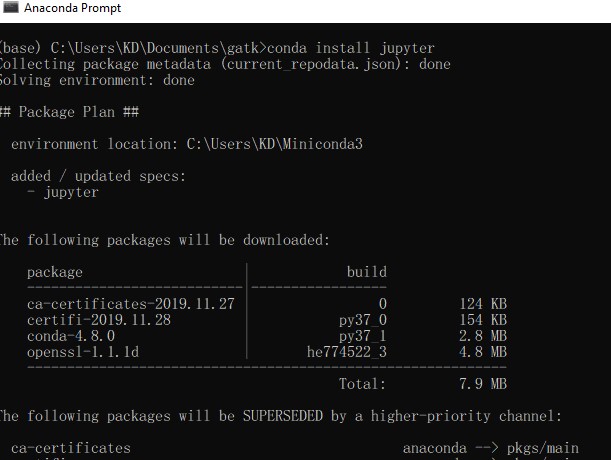 Anaconda Prompt
(base) C:\Users\KD\Documents\gatk>conda install jupyter
Collecting package metadata (current_repodata.json): done
Solving environment: done
## Package Plan ##
environment location: C:\Users\KD\Miniconda3
added / updated specs:
- jupyter
The following packages will be downloaded:
package | build
---------------------------|-----------------
ca-certificates-2019.11.27 | 0 124 KB
certifi-2019.11.28 | py37_0 154 KB
conda-4.8.0 | py37_1 2.8 MB
openssl-1.1.1d | he774522_3 4.8 MB
------------------------------------------------------------
Total: 7.9 MB
The following packages will be SUPERSEDED by a higher-priority channel:
ca-certificates anaconda --> pkgs/main